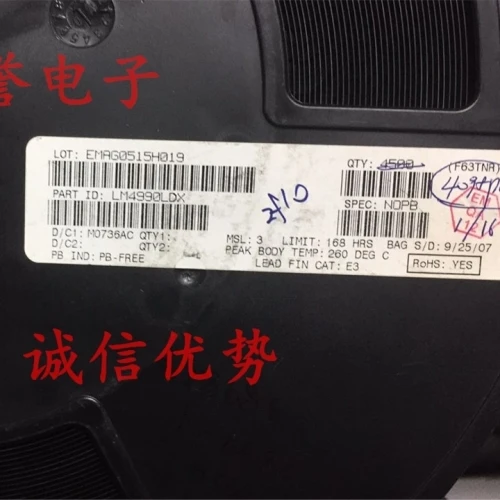 誉电子
LOT: EMAG0515H019
QTY: 4500 (F63TNR)
PART ID: LM4990LDX
SPEC: NOPB
D/C1: M0736AC QTY1:
D/C2: QTY2:
MSL: 3 LIMIT: 168 HRS BAG S/D: 9/25/07
PEAK BODY TEMP: 260 DEG C
PB IND: PB-FREE
LEAD FIN CAT: E3
RoHS: YES
诚信优势